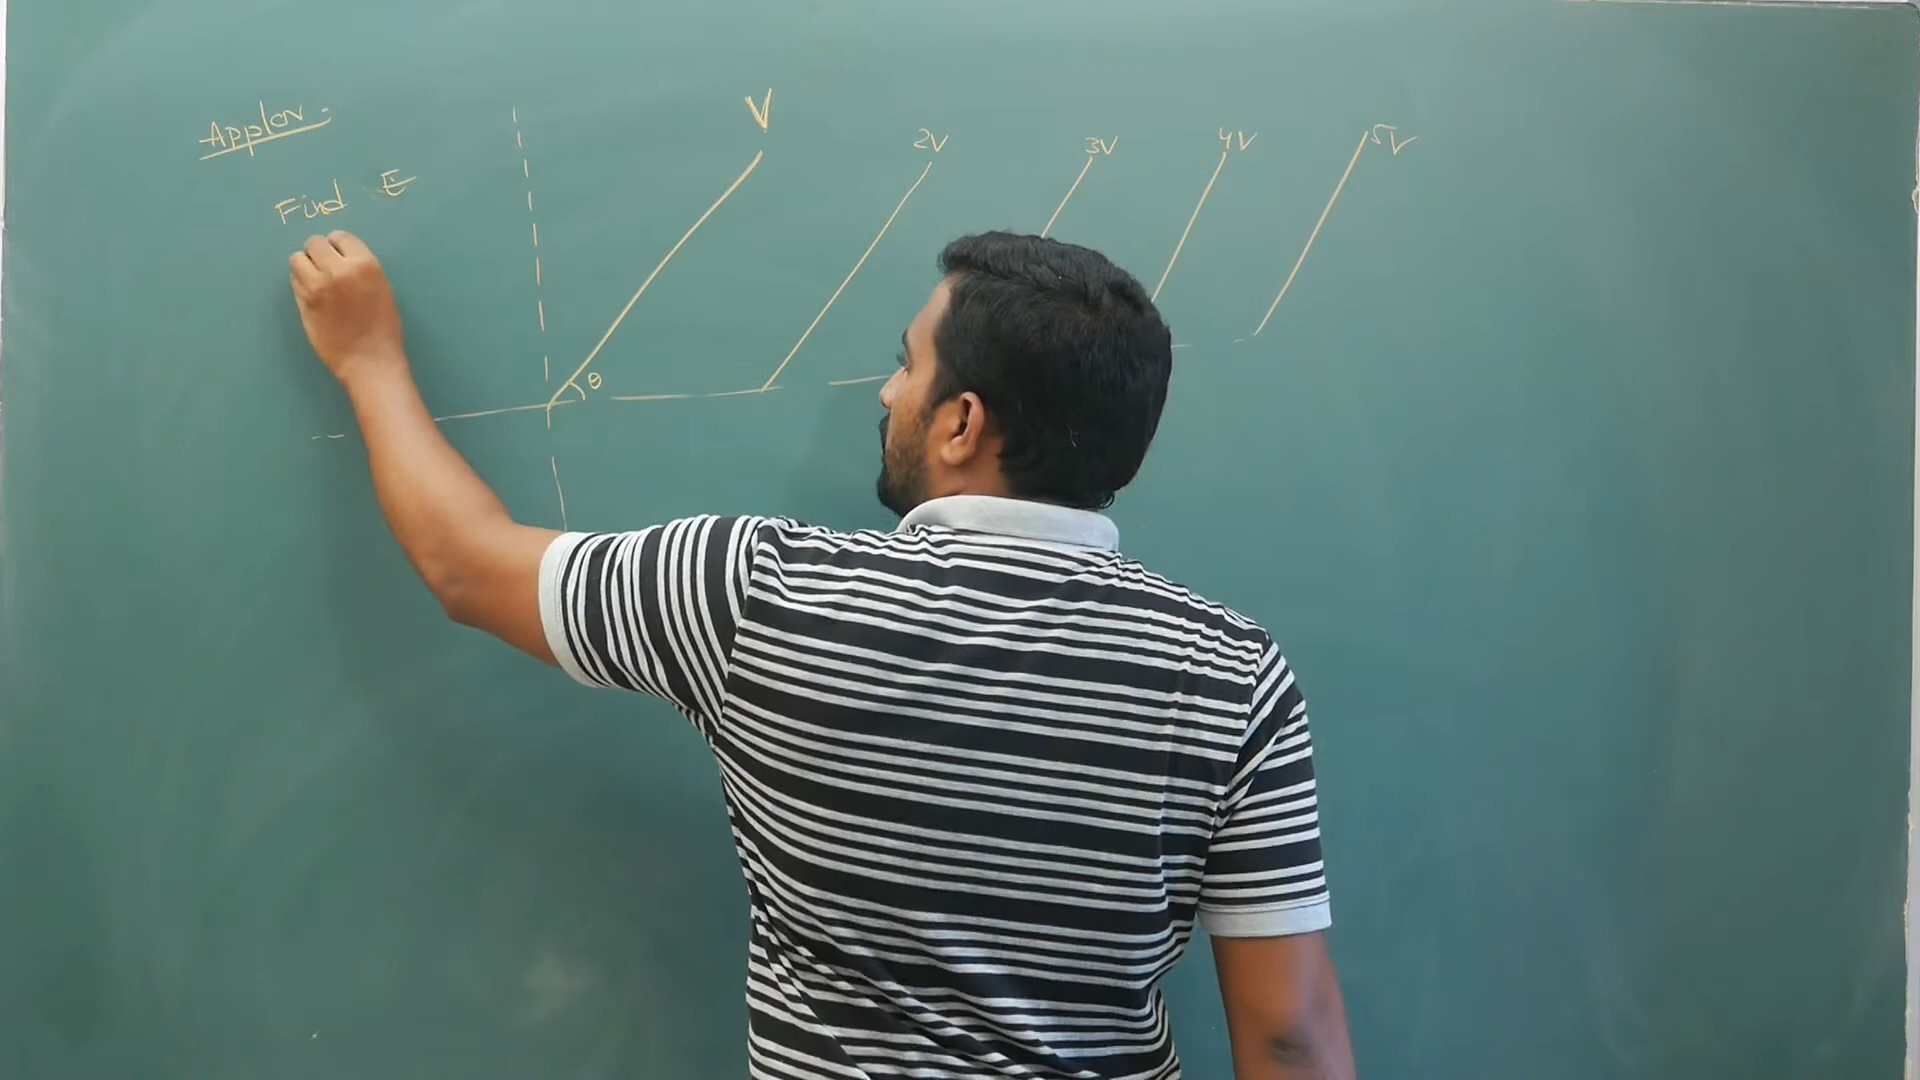 Applcn:
Find E
V
2V
3V
4V
5V
θ